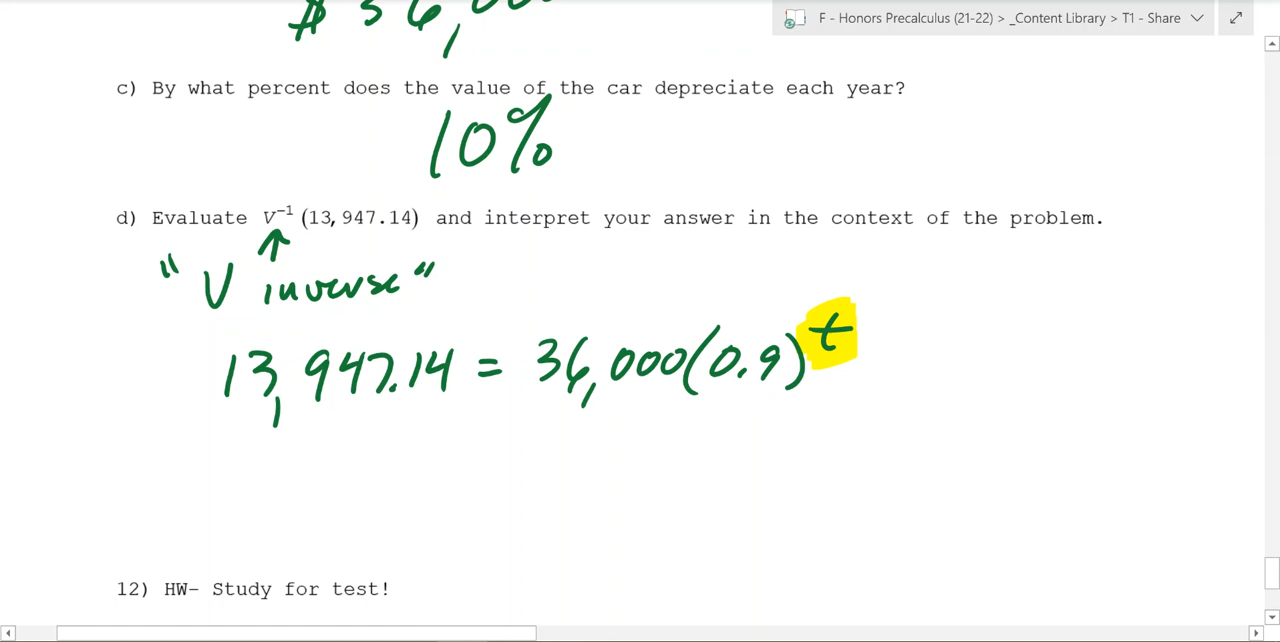 $36,00
F - Honors Precalculus (21-22) > _Content Library > T1 - Share
c) By what percent does the value of the car depreciate each year?
10%
d) Evaluate V⁻¹(13,947.14) and interpret your answer in the context of the problem.
"V inverse"
13,947.14 = 36,000(0.9)^t
12) HW- Study for test!